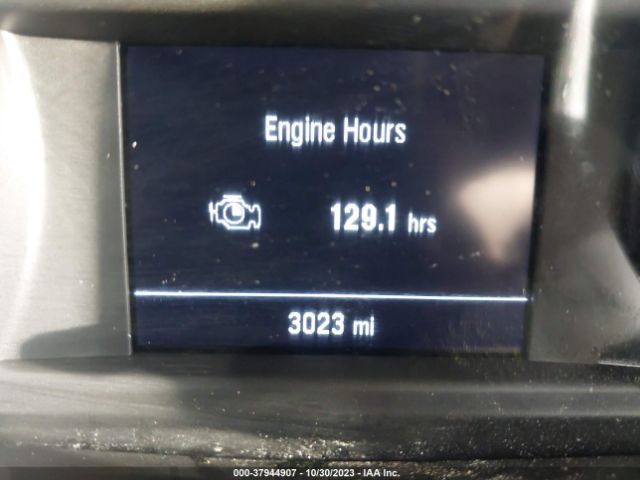 Engine Hours
129.1 hrs
3023 mi
000-37944907 - 10/30/2023 - IAA Inc.